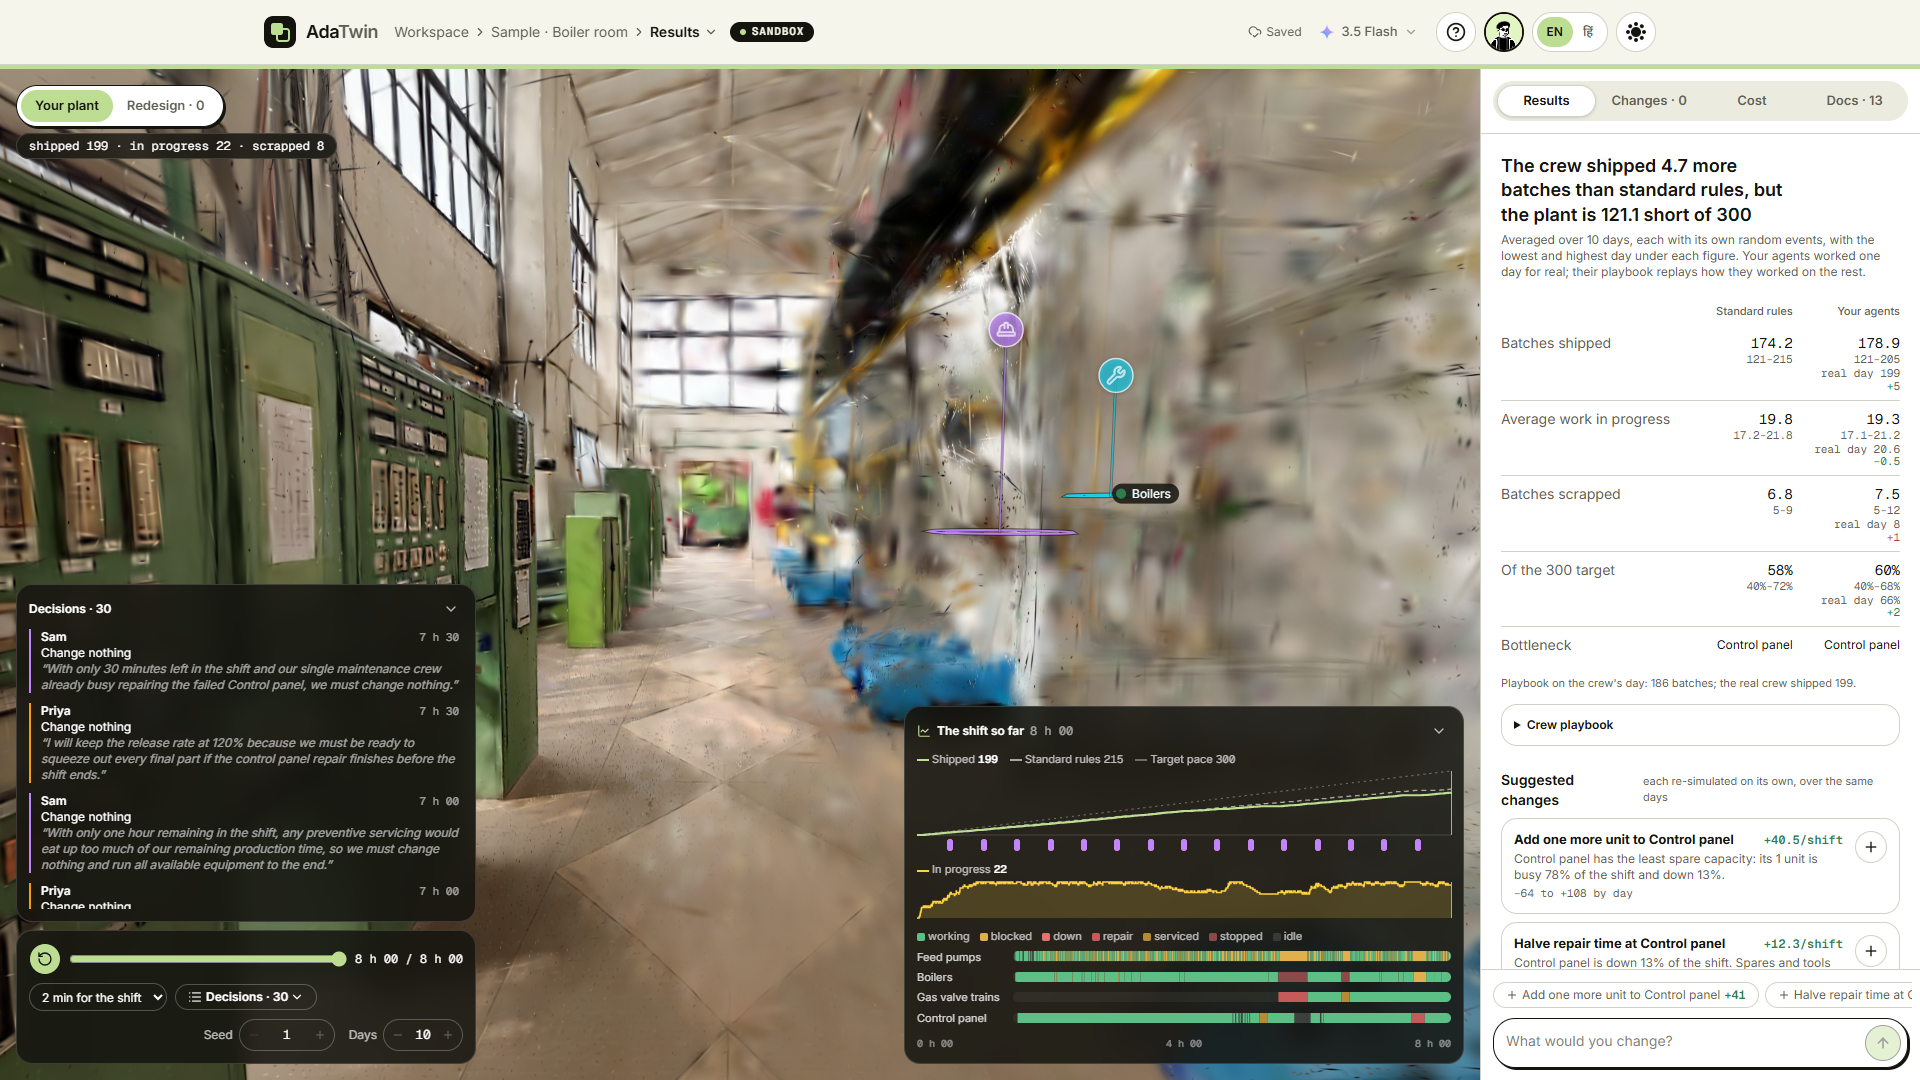 AdaTwin
Workspace > Sample · Boiler room > Results
SANDBOX
Saved
3.5 Flash
EN
हिं
Your plant
Redesign · 0
shipped 199 · in progress 22 · scrapped 8
Boilers
Decisions · 30
Sam 7 h 30
Change nothing
"With only 30 minutes left in the shift and our single maintenance crew
already busy repairing the failed Control panel, we must change nothing."
Priya 7 h 30
Change nothing
"I will keep the release rate at 120% because we must be ready to
squeeze out every final part if the control panel repair finishes before the
shift ends."
Sam 7 h 00
Change nothing
"With only one hour remaining in the shift, any preventive servicing would
eat up too much of our remaining production time, so we must change
nothing and run all available equipment to the end."
Priya 7 h 00
Change nothing
8 h 00 / 8 h 00
2 min for the shift
Decisions · 30
Seed − 1 +
Days − 10 +
The shift so far 8 h 00
Shipped 199
Standard rules 215
Target pace 300
In progress 22
working blocked down repair serviced stopped idle
Feed pumps
Boilers
Gas valve trains
Control panel
0 h 00 4 h 00 8 h 00
Results
Changes · 0
Cost
Docs · 13
The crew shipped 4.7 more
batches than standard rules, but
the plant is 121.1 short of 300
Averaged over 10 days, each with its own random events, with the
lowest and highest day under each figure. Your agents worked one
day for real; their playbook replays how they worked on the rest.
Standard rules Your agents
Batches shipped 174.2 178.9
121–215 121–205
real day 199
+5
Average work in progress 19.8 19.3
17.2–21.8 17.1–21.2
real day 20.6
−0.5
Batches scrapped 6.8 7.5
5–9 5–12
real day 8
+1
Of the 300 target 58% 60%
40%–72% 40%–68%
real day 66%
+2
Bottleneck Control panel Control panel
Playbook on the crew's day: 186 batches; the real crew shipped 199.
Crew playbook
Suggested
changes
each re-simulated on its own, over the same
days
Add one more unit to Control panel +40.5/shift
Control panel has the least spare capacity: its 1 unit is
busy 78% of the shift and down 13%.
−64 to +108 by day
Halve repair time at Control panel +12.3/shift
Control panel is down 13% of the shift. Spares and tools
+ Add one more unit to Control panel +41
+ Halve repair time at C
What would you change?